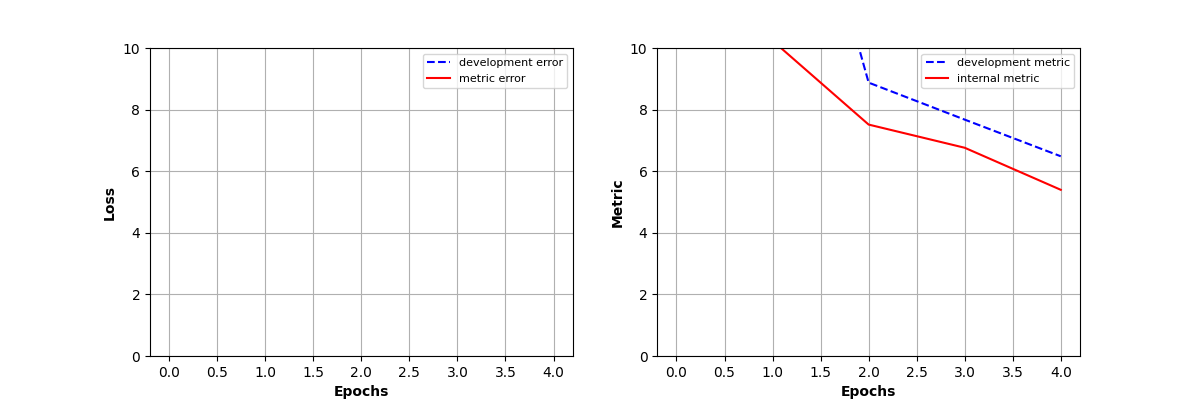 10
8
6
4
2
0
Loss
development error
metric error
0.0 0.5 1.0 1.5 2.0 2.5 3.0 3.5 4.0
Epochs
10
8
6
4
2
0
Metric
development metric
internal metric
0.0 0.5 1.0 1.5 2.0 2.5 3.0 3.5 4.0
Epochs